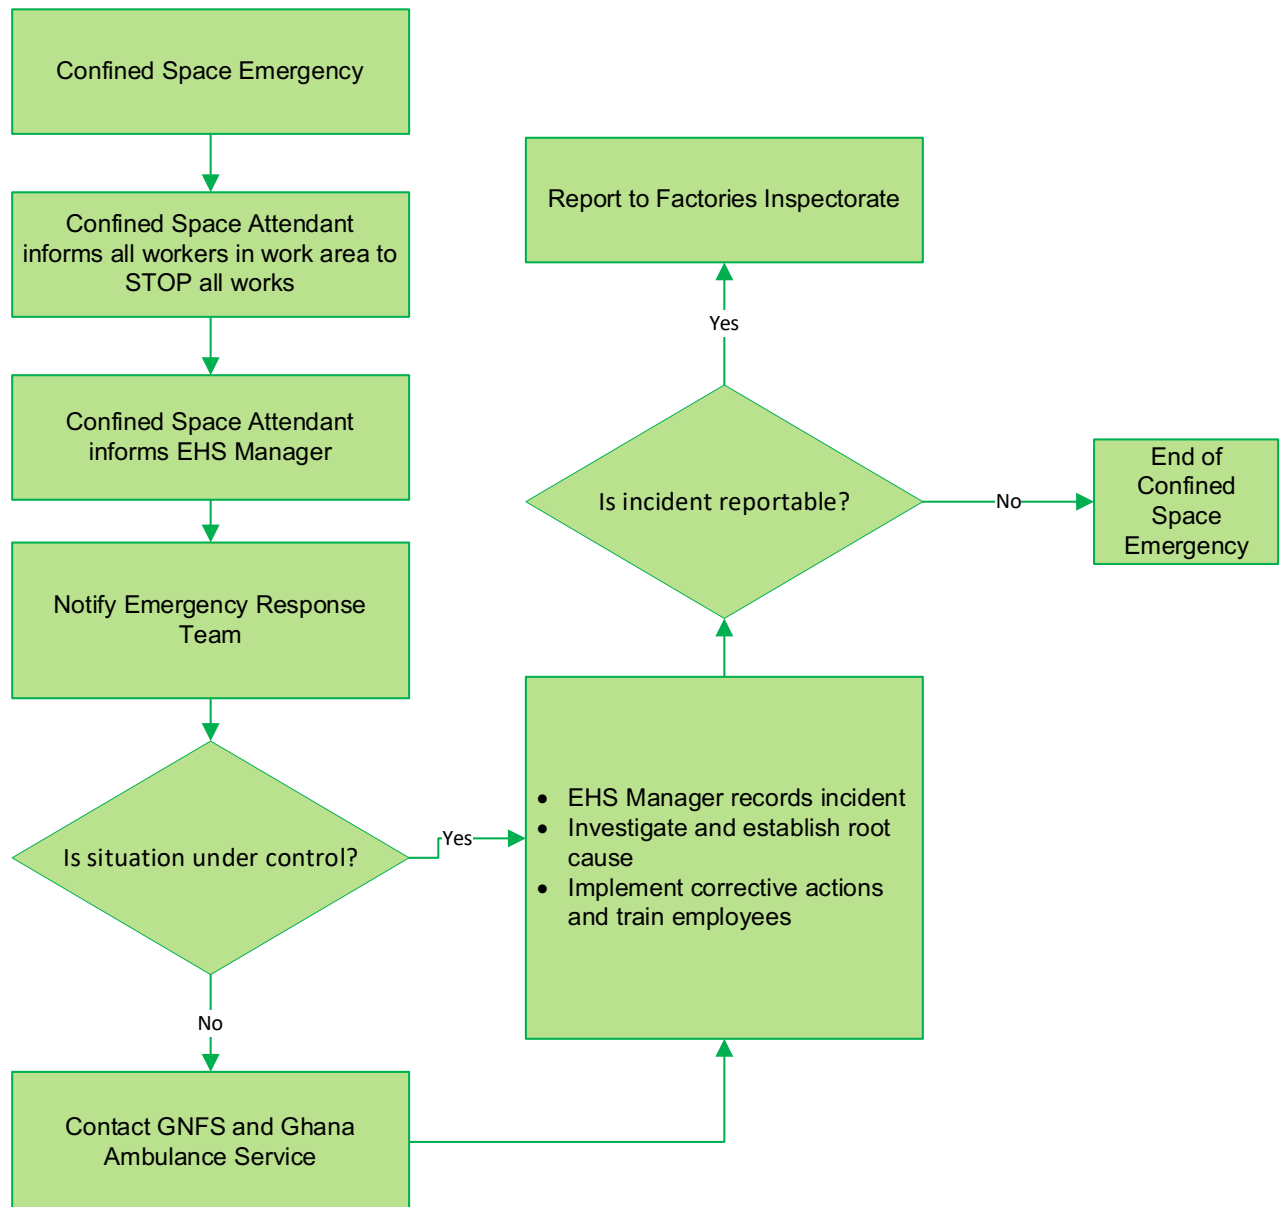 Confined Space Emergency
Confined Space Attendant
informs all workers in work area to
STOP all works
Confined Space Attendant
informs EHS Manager
Notify Emergency Response
Team
Is situation under control?
Yes
No
Contact GNFS and Ghana
Ambulance Service
• EHS Manager records incident
• Investigate and establish root
cause
• Implement corrective actions
and train employees
Is incident reportable?
Yes
Report to Factories Inspectorate
No
End of
Confined
Space
Emergency